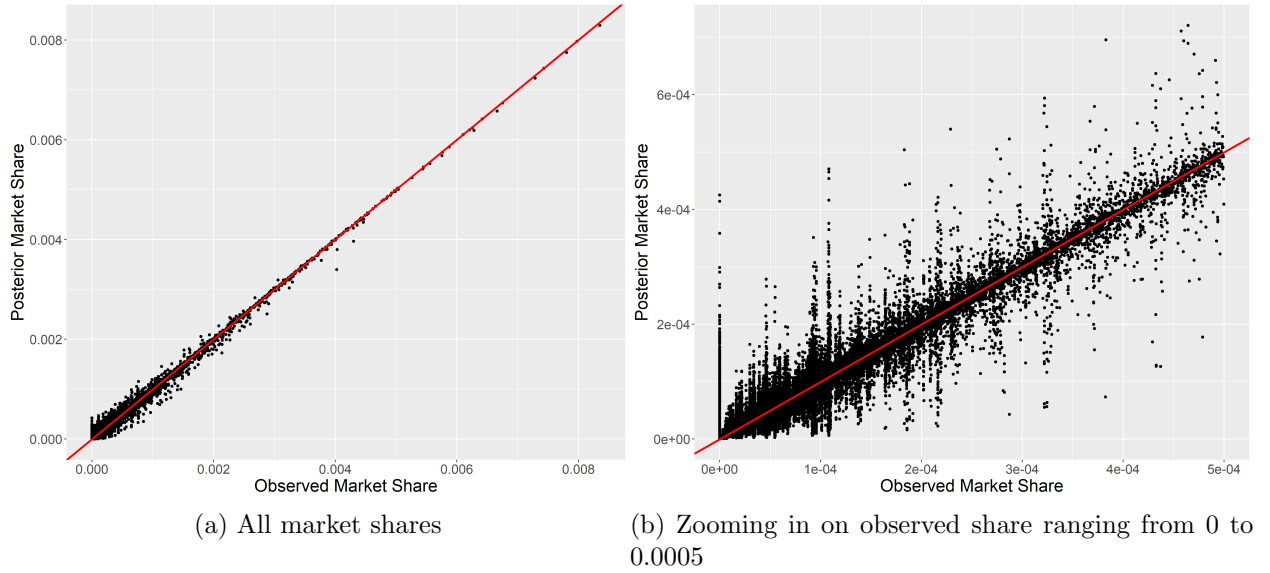 Posterior Market Share
0.008
0.006
0.004
0.002
0.000
0.000 0.002 0.004 0.006 0.008
Observed Market Share
(a) All market shares
Posterior Market Share
6e-04
4e-04
2e-04
0e+00
0e+00 1e-04 2e-04 3e-04 4e-04 5e-04
Observed Market Share
(b) Zooming in on observed share ranging from 0 to
0.0005